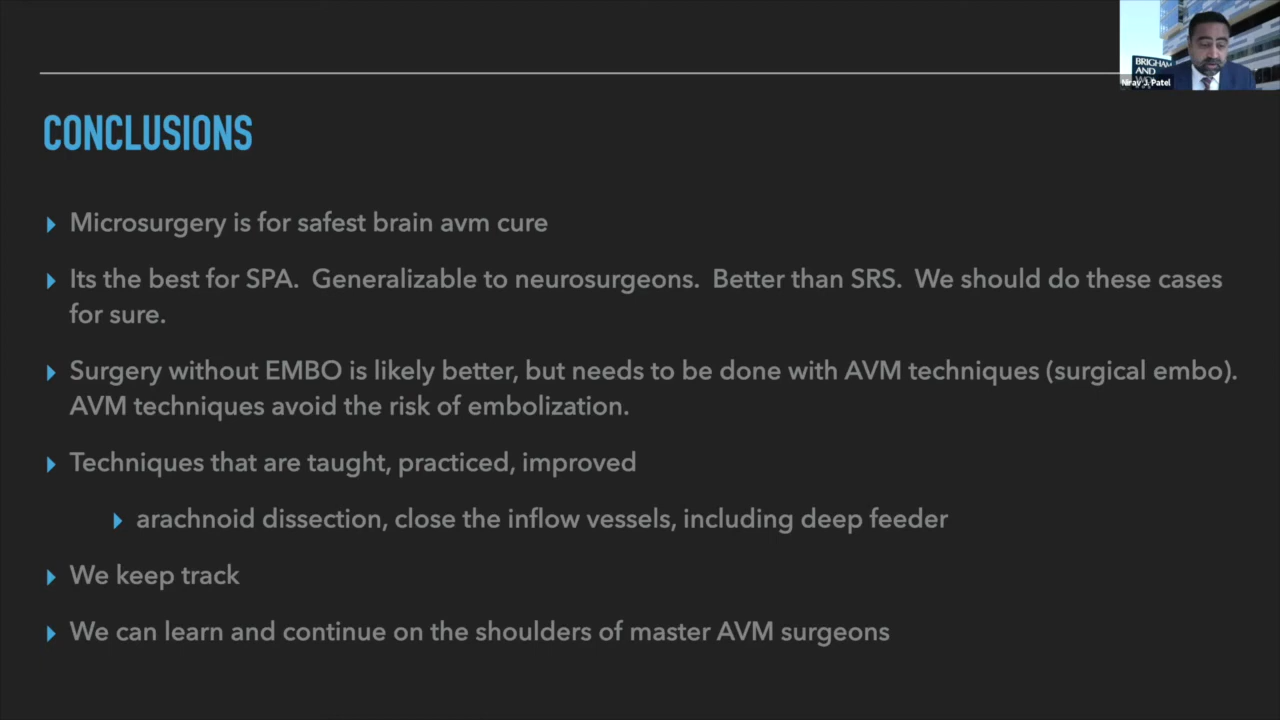 BRIGHAM
AND
Nirav J. Patel
CONCLUSIONS
Microsurgery is for safest brain avm cure
Its the best for SPA. Generalizable to neurosurgeons. Better than SRS. We should do these cases
for sure.
Surgery without EMBO is likely better, but needs to be done with AVM techniques (surgical embo).
AVM techniques avoid the risk of embolization.
Techniques that are taught, practiced, improved
arachnoid dissection, close the inflow vessels, including deep feeder
We keep track
We can learn and continue on the shoulders of master AVM surgeons